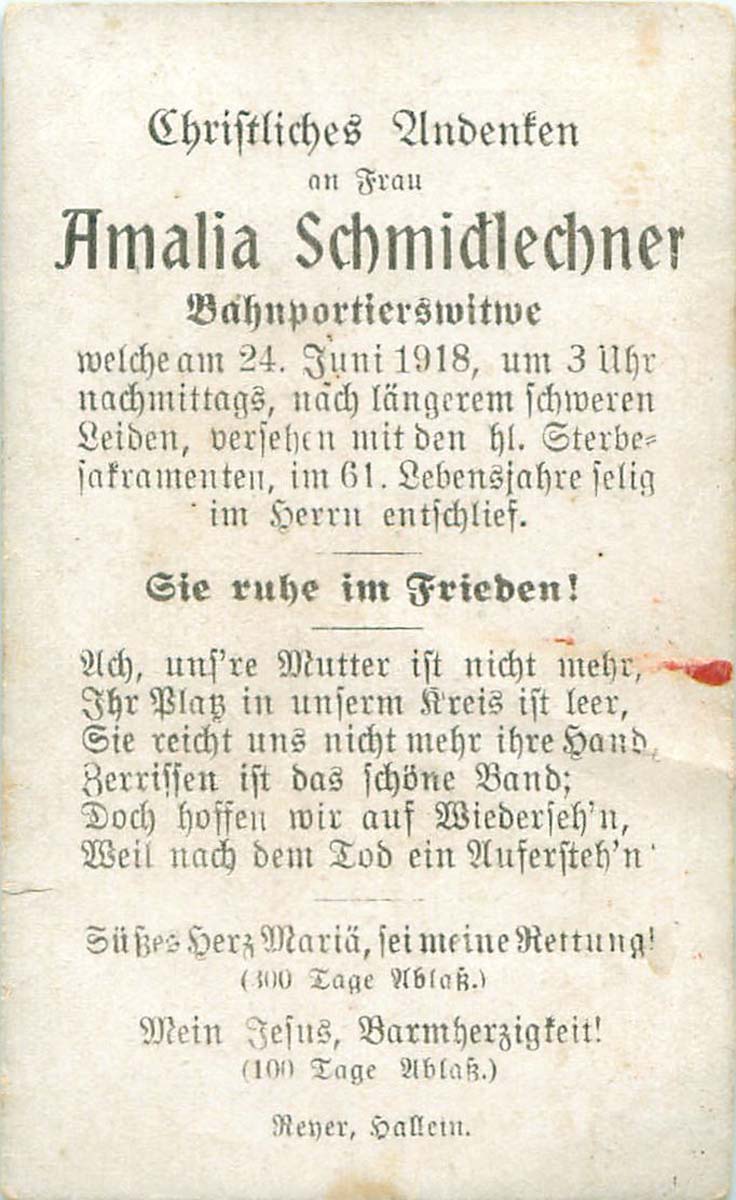 Christliches Andenken
an Frau
Amalia Schmidlechner
Bahnportierswitwe
welche am 24. Juni 1918, um 3 Uhr
nachmittags, nach längerem schweren
Leiden, versehen mit den hl. Sterbe=
sakramenten, im 61. Lebensjahre selig
im Herrn entschlief.
Sie ruhe im Frieden!
Ach, uns're Mutter ist nicht mehr,
Ihr Platz in unserm Kreis ist leer,
Sie reicht uns nicht mehr ihre Hand,
Zerrissen ist das schöne Band;
Doch hoffen wir auf Wiederseh'n,
Weil nach dem Tod ein Aufersteh'n
Süßes Herz Mariä, sei meine Rettung!
(300 Tage Ablaß.)
Mein Jesus, Barmherzigkeit!
(100 Tage Ablaß.)
Reyer, Hallein.